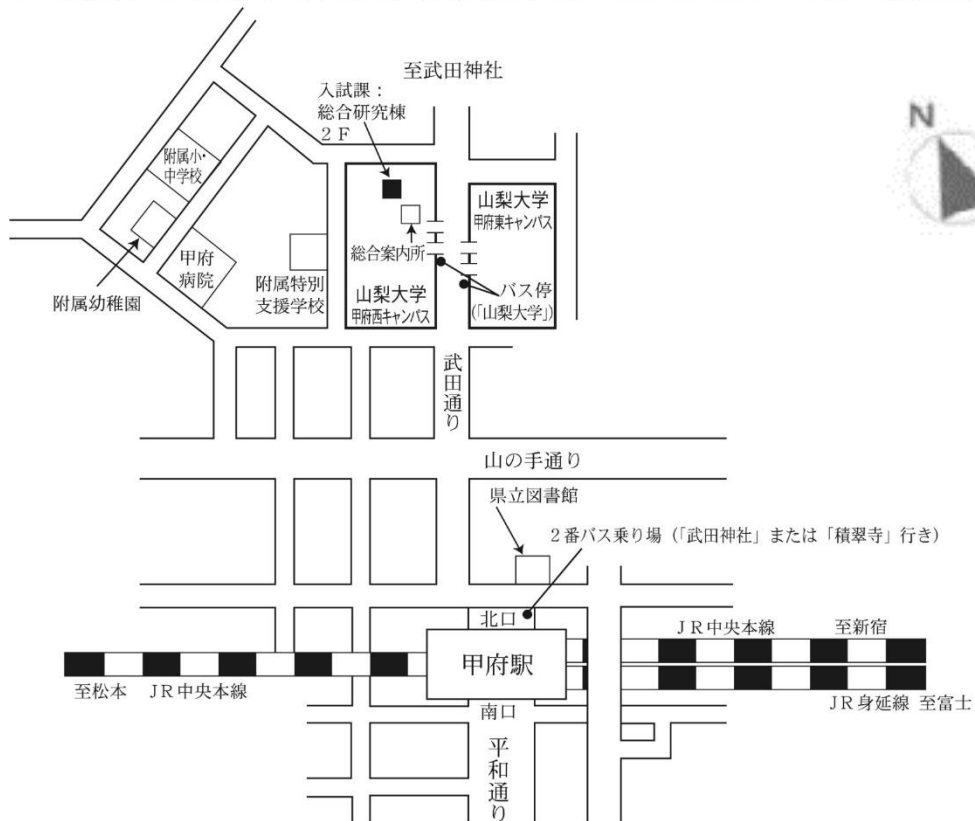 至武田神社
入試課：
総合研究棟
２Ｆ
N
附属小・
中学校
山梨大学
甲府東キャンパス
総合案内所
甲府
病院
附属特別
支援学校
附属幼稚園
山梨大学
甲府西キャンパス
バス停
(「山梨大学」)
武田通り
山の手通り
県立図書館
２番バス乗り場（「武田神社」または「積翠寺」行き）
北口
ＪＲ中央本線
至新宿
甲府駅
至松本
ＪＲ中央本線
南口
ＪＲ身延線 至富士
平和通り